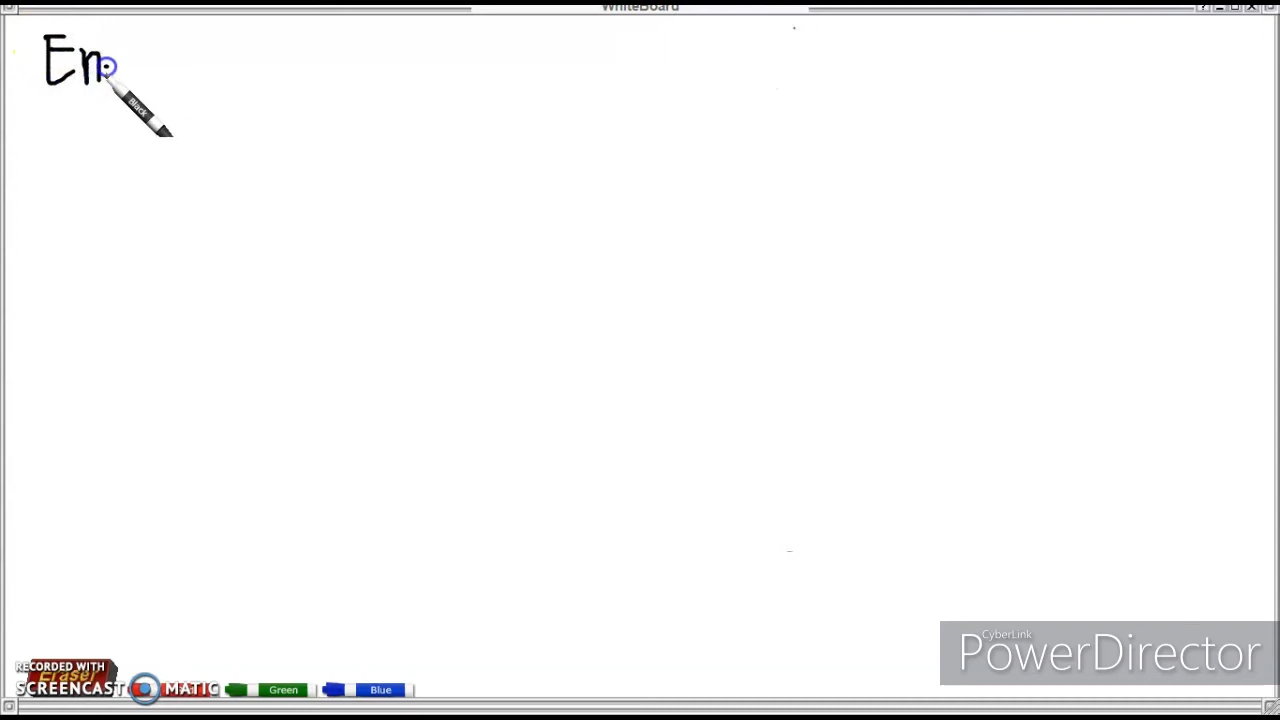 WhiteBoard
En
Black
RECORDED WITH
SCREENCAST MATIC
Eraser
Green
Blue
CyberLink
PowerDirector